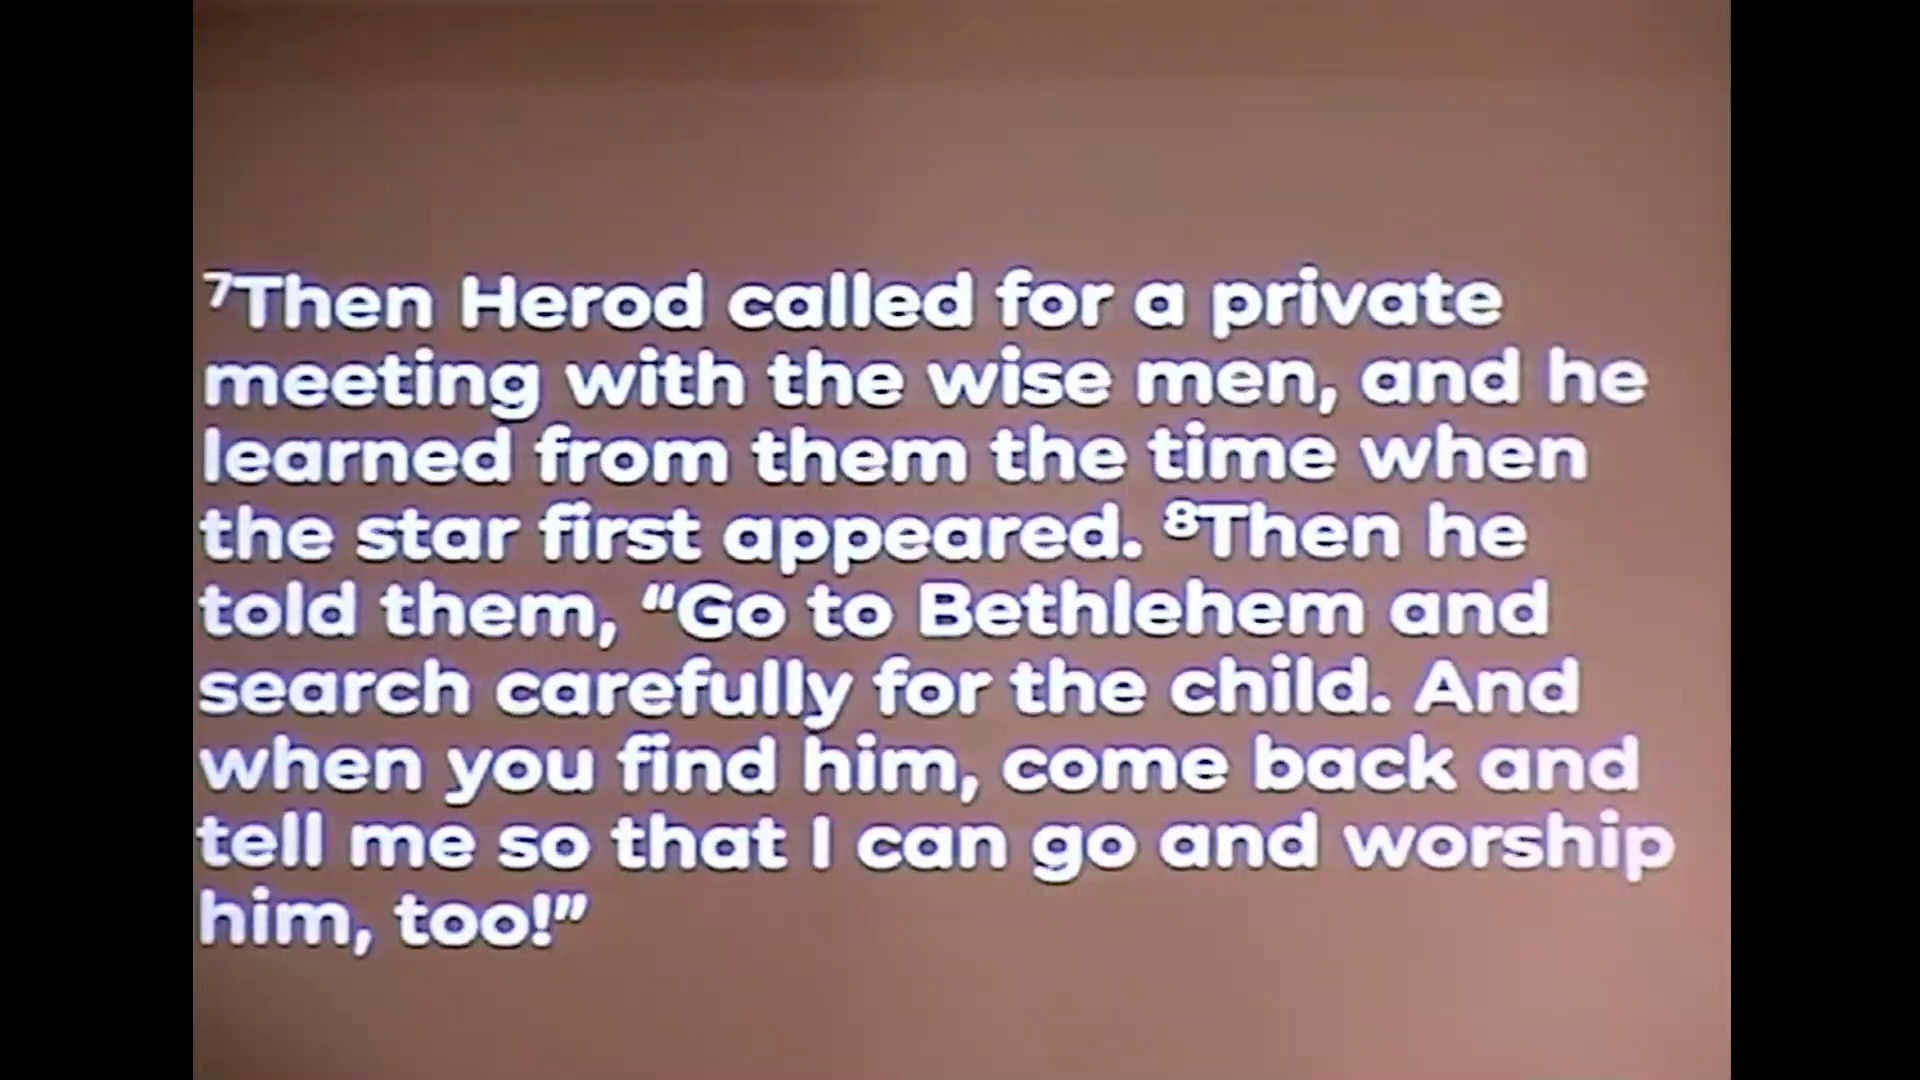 ⁷Then Herod called for a private
meeting with the wise men, and he
learned from them the time when
the star first appeared. ⁸Then he
told them, “Go to Bethlehem and
search carefully for the child. And
when you find him, come back and
tell me so that I can go and worship
him, too!”